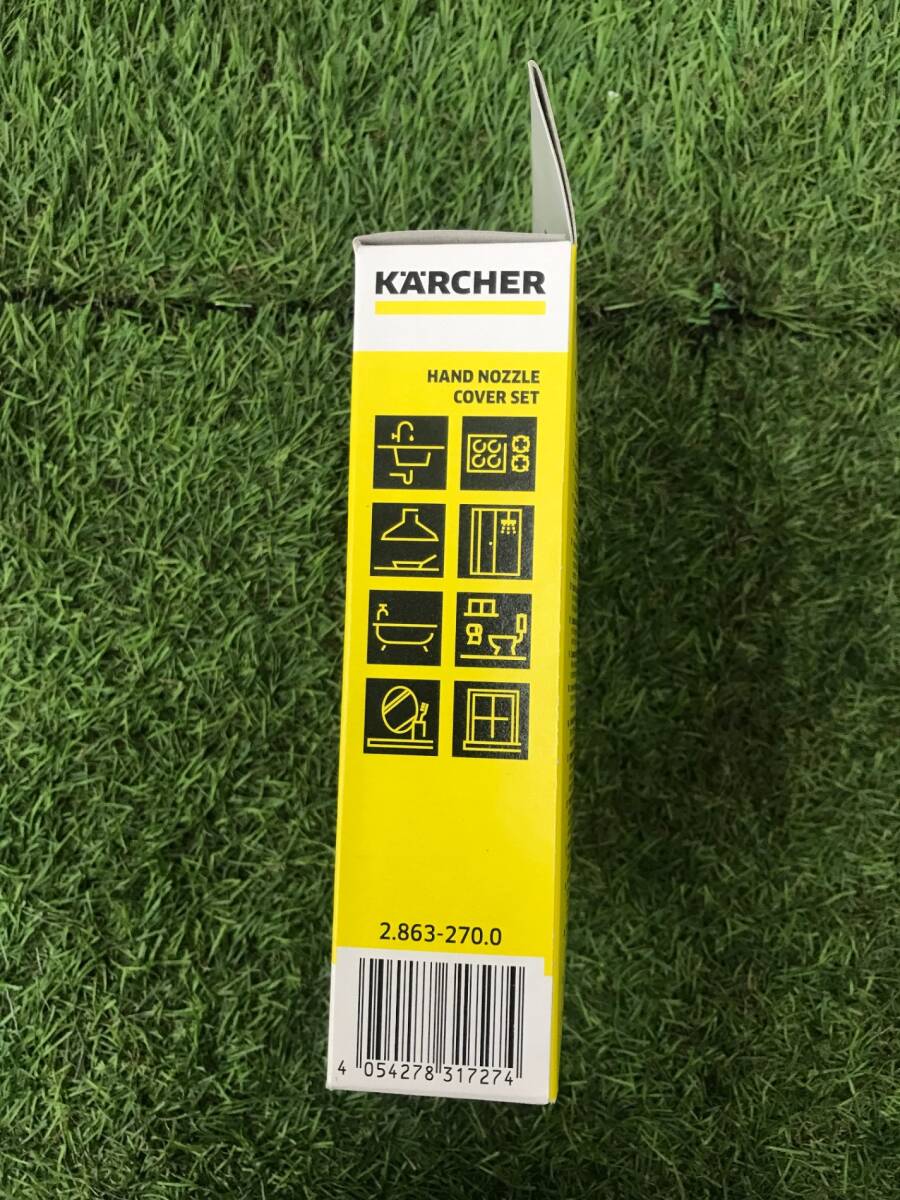 KÄRCHER
HAND NOZZLE
COVER SET
2.863-270.0
4 054278 317274